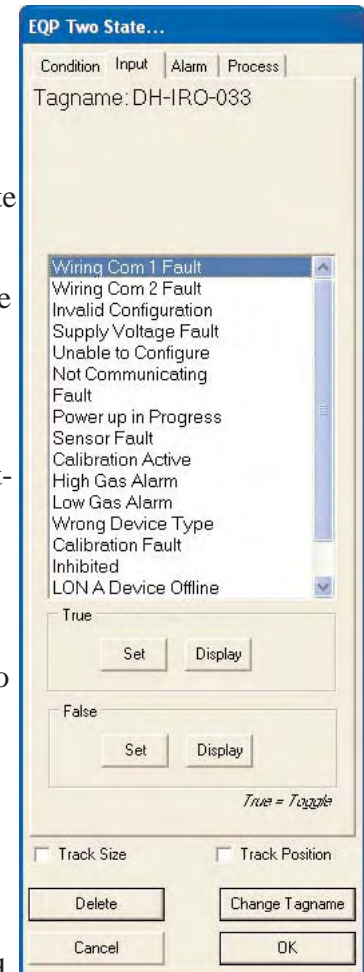 EQP Two State...
Condition Input Alarm Process
Tagname: DH-IRO-033
Wiring Com 1 Fault
Wiring Com 2 Fault
Invalid Configuration
Supply Voltage Fault
Unable to Configure
Not Communicating
Fault
Power up in Progress
Sensor Fault
Calibration Active
High Gas Alarm
Low Gas Alarm
Wrong Device Type
Calibration Fault
Inhibited
LON A Device Offline
True
Set Display
False
Set Display
True = Toggle
Track Size Track Position
Delete Change Tagname
Cancel OK